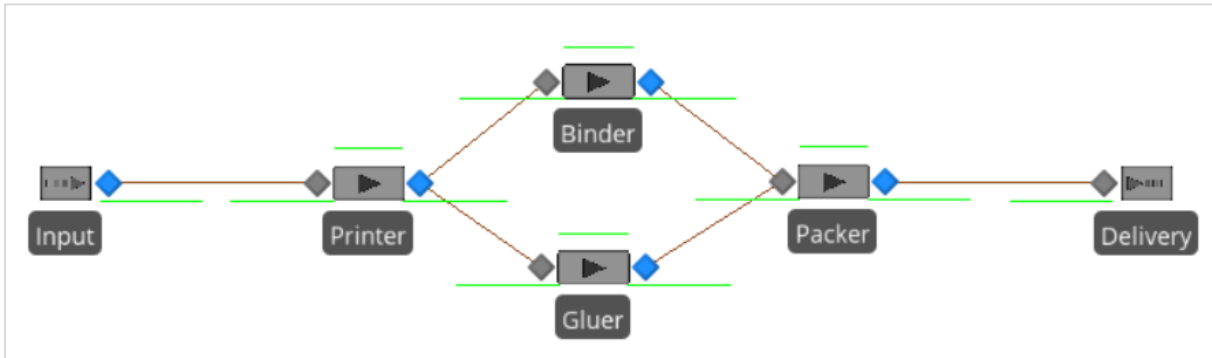 Binder
Input
Printer
Packer
Delivery
Gluer